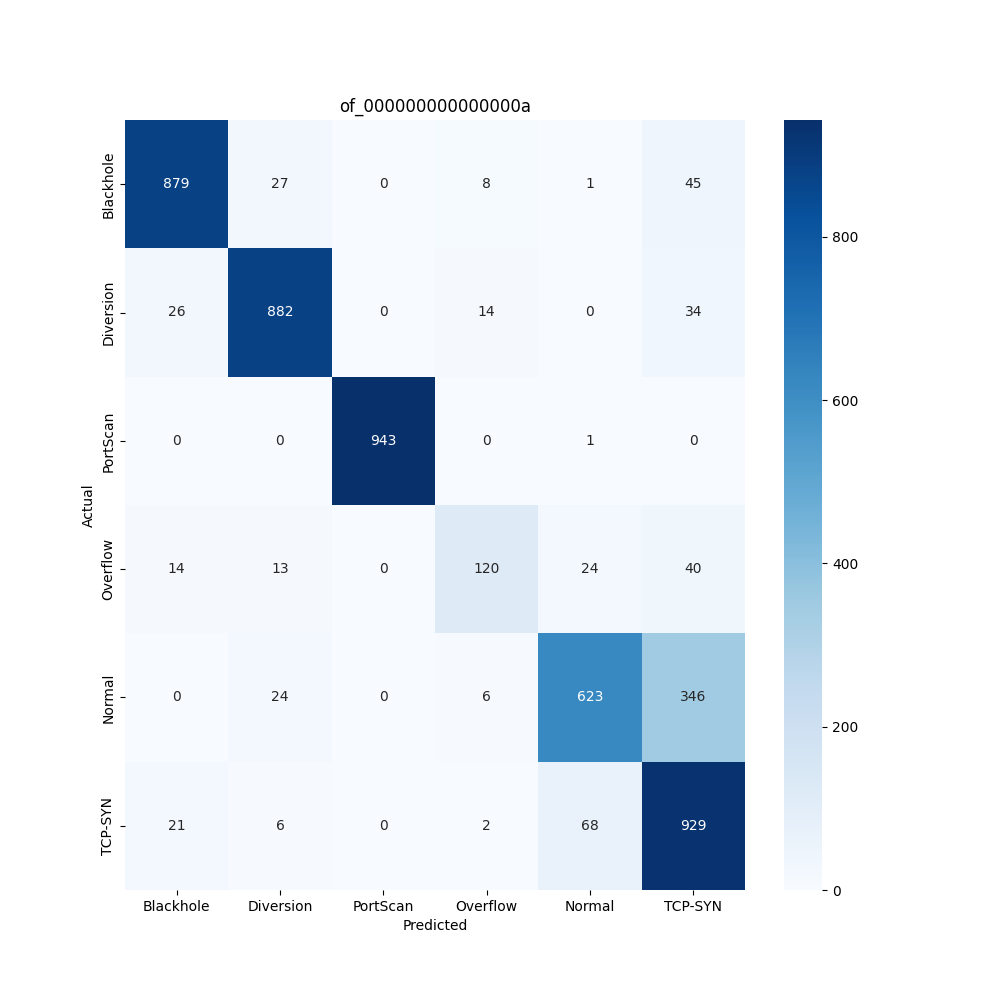 of_000000000000000a
Blackhole 879 27 0 8 1 45
Diversion 26 882 0 14 0 34
PortScan 0 0 943 0 1 0
Overflow 14 13 0 120 24 40
Normal 0 24 0 6 623 346
TCP-SYN 21 6 0 2 68 929
Actual
Blackhole Diversion PortScan Overflow Normal TCP-SYN
Predicted
800
600
400
200
0